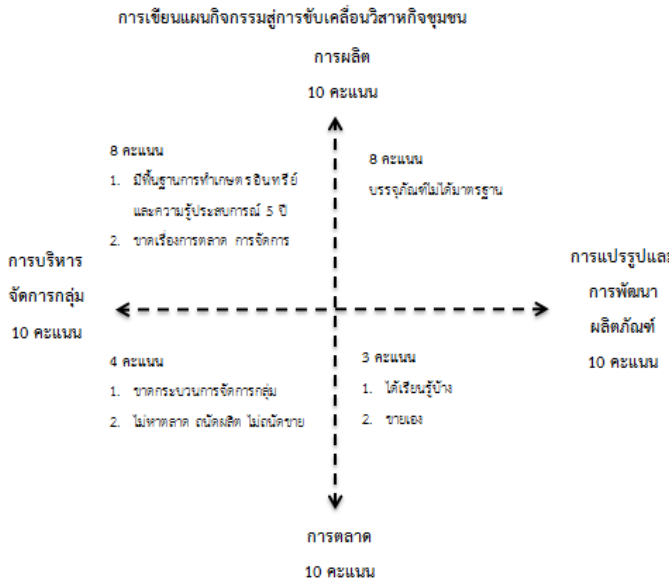 การเขียนแผนกิจกรรมสู่การขับเคลื่อนวิสาหกิจชุมชน
การผลิต
10 คะแนน
8 คะแนน
1. มีพื้นฐานการทำเกษตรอินทรีย์
และความรู้ประสบการณ์ 5 ปี
2. ขาดเรื่องการตลาด การจัดการ
8 คะแนน
บรรจุภัณฑ์ไม่ได้มาตรฐาน
การบริหาร
จัดการกลุ่ม
10 คะแนน
การแปรรูปและ
การพัฒนา
ผลิตภัณฑ์
10 คะแนน
4 คะแนน
1. ขาดกระบวนการจัดการกลุ่ม
2. ไม่หาตลาด ถนัดผลิต ไม่ถนัดขาย
3 คะแนน
1. ได้เรียนรู้บ้าง
2. ขายเอง
การตลาด
10 คะแนน